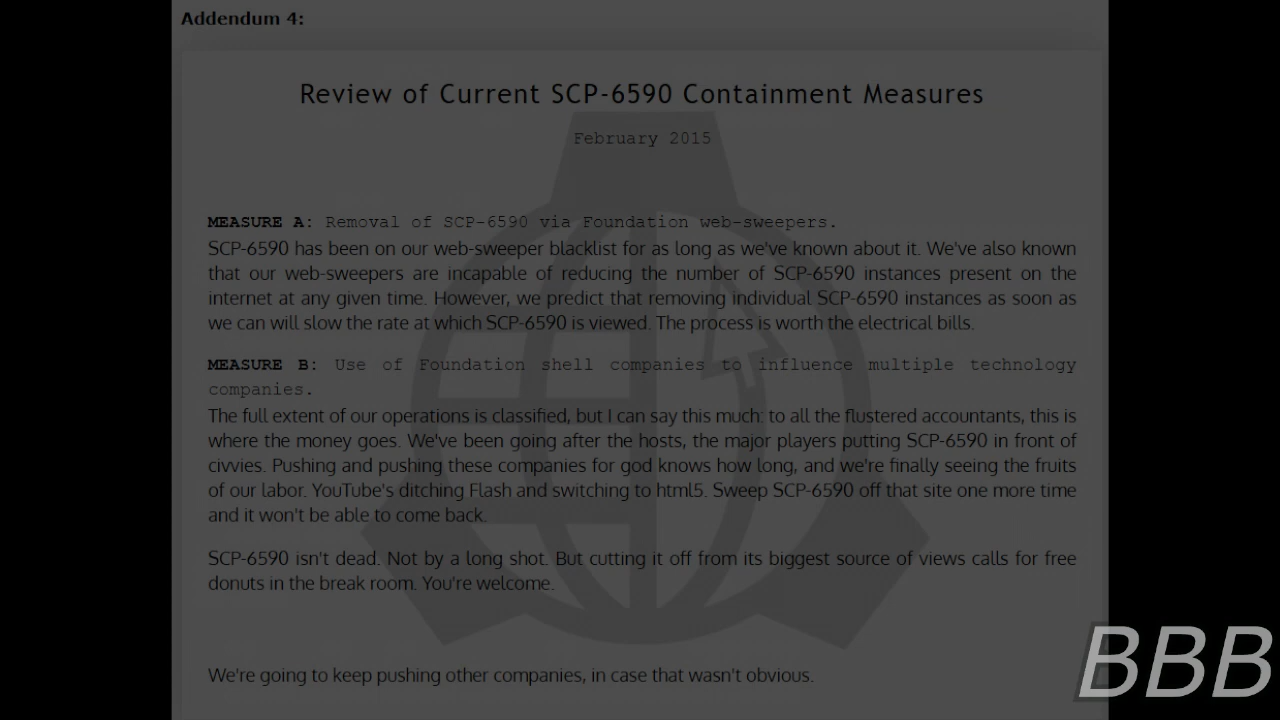 Addendum 4:
Review of Current SCP-6590 Containment Measures
February 2015
MEASURE A: Removal of SCP-6590 via Foundation web-sweepers.
SCP-6590 has been on our web-sweeper blacklist for as long as we've known about it. We've also known
that our web-sweepers are incapable of reducing the number of SCP-6590 instances present on the
internet at any given time. However, we predict that removing individual SCP-6590 instances as soon as
we can will slow the rate at which SCP-6590 is viewed. The process is worth the electrical bills.
MEASURE B: Use of Foundation shell companies to influence multiple technology
companies.
The full extent of our operations is classified, but I can say this much: to all the flustered accountants, this is
where the money goes. We've been going after the hosts, the major players putting SCP-6590 in front of
civvies. Pushing and pushing these companies for god knows how long, and we're finally seeing the fruits
of our labor. YouTube's ditching Flash and switching to html5. Sweep SCP-6590 off that site one more time
and it won't be able to come back.
SCP-6590 isn't dead. Not by a long shot. But cutting it off from its biggest source of views calls for free
donuts in the break room. You're welcome.
We're going to keep pushing other companies, in case that wasn't obvious.
BBB